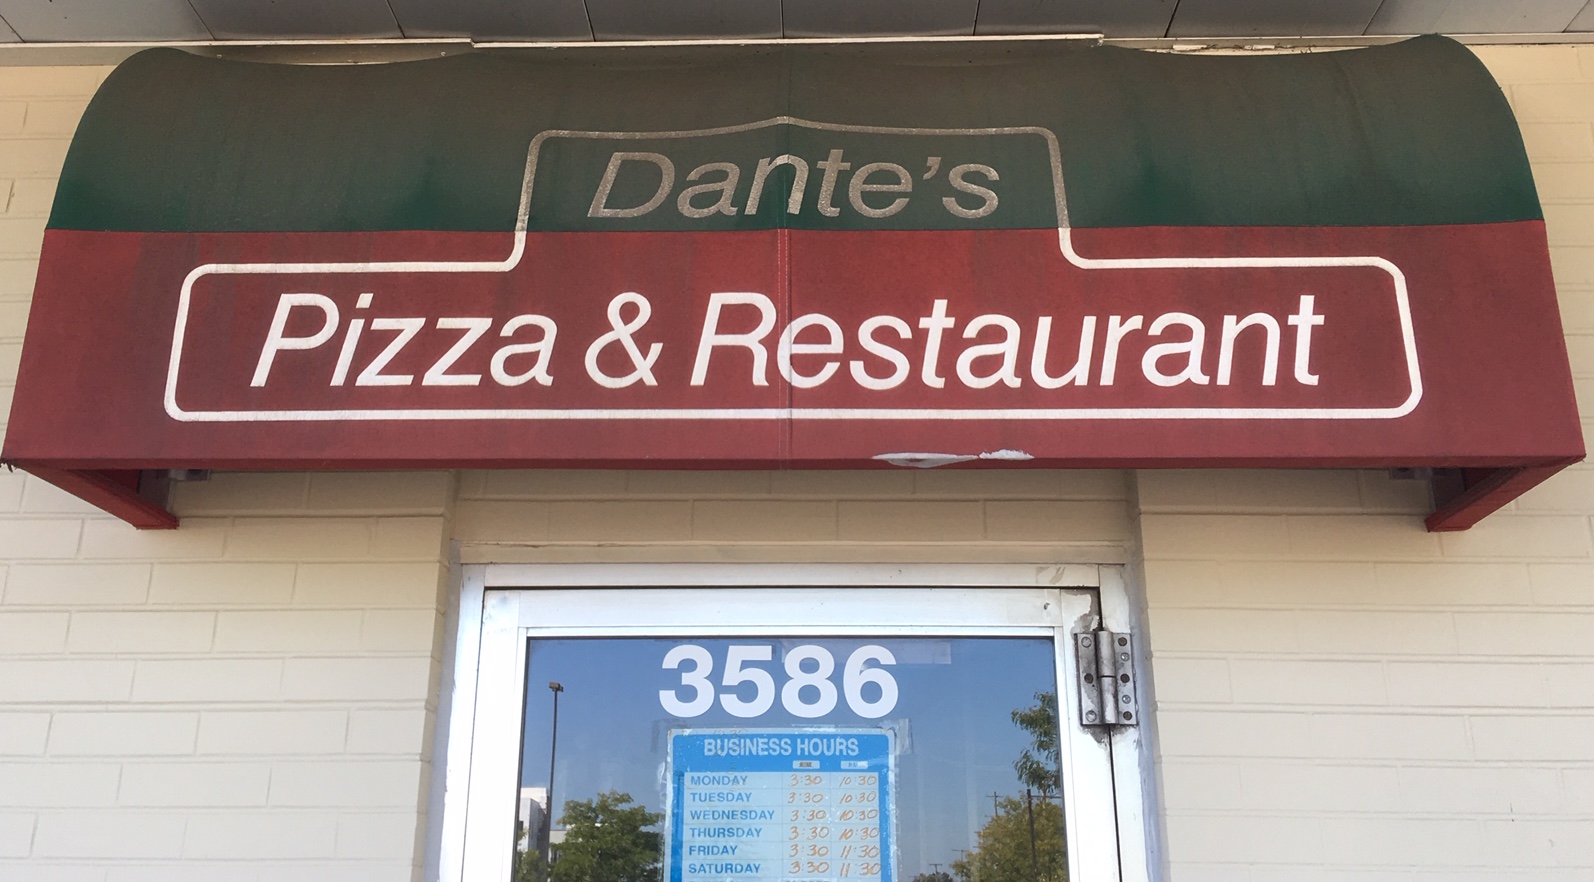 Dante's
Pizza & Restaurant
3586
BUSINESS HOURS
MONDAY 3:30 10:30
TUESDAY 3:30 10:30
WEDNESDAY 3:30 10:30
THURSDAY 3:30 10:30
FRIDAY 3:30 11:30
SATURDAY 3:30 11:30